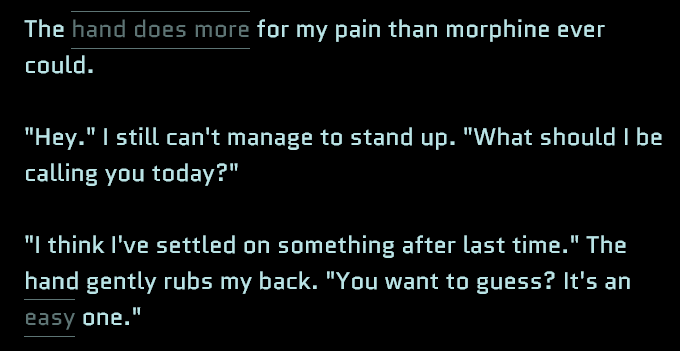 The hand does more for my pain than morphine ever
could.
"Hey." I still can't manage to stand up. "What should I be
calling you today?"
"I think I've settled on something after last time." The
hand gently rubs my back. "You want to guess? It's an
easy one."